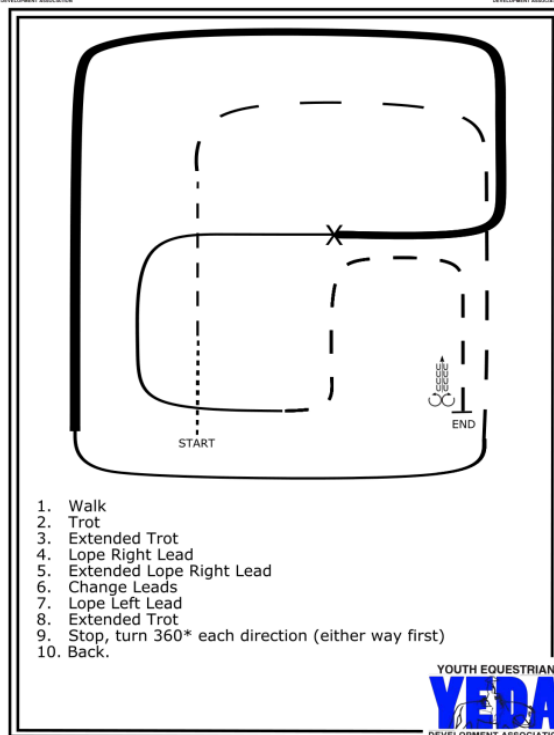 DEVELOPMENT ASSOCIATION
X
START
END
1. Walk
2. Trot
3. Extended Trot
4. Lope Right Lead
5. Extended Lope Right Lead
6. Change Leads
7. Lope Left Lead
8. Extended Trot
9. Stop, turn 360* each direction (either way first)
10. Back.
YOUTH EQUESTRIAN
YEDA